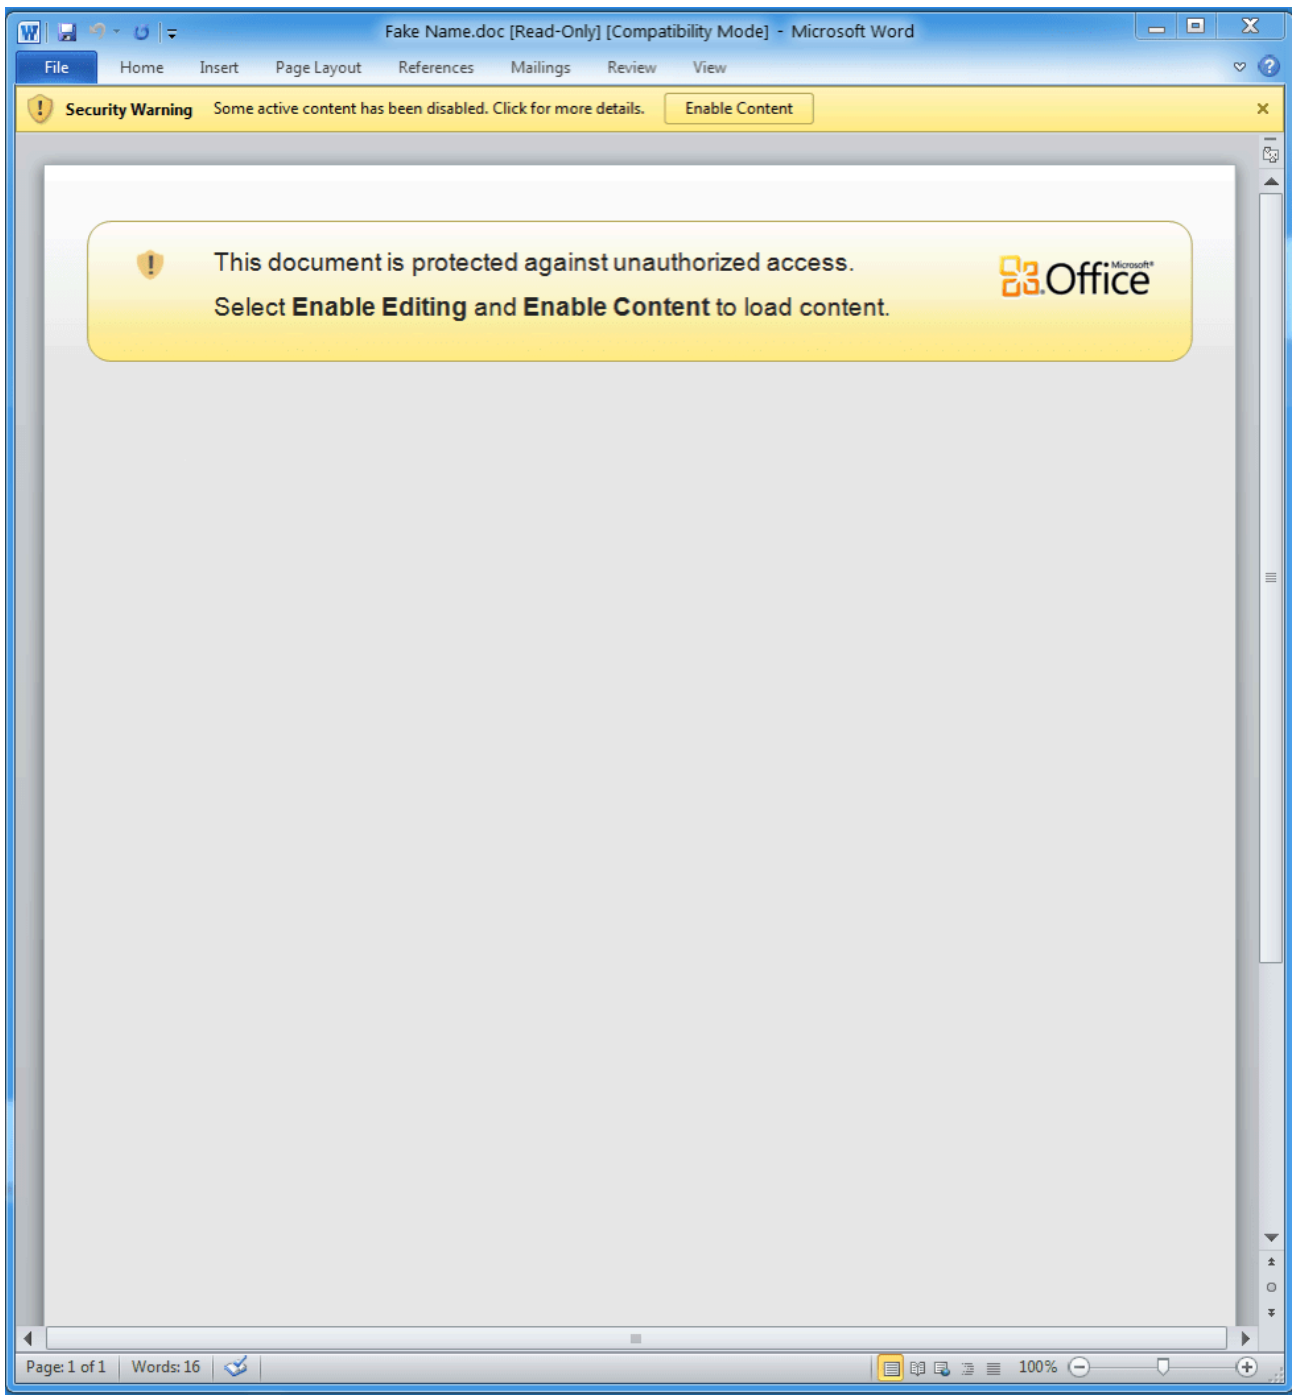 Fake Name.doc [Read-Only] [Compatibility Mode] - Microsoft Word
File Home Insert Page Layout References Mailings Review View
Security Warning Some active content has been disabled. Click for more details. Enable Content
This document is protected against unauthorized access.
Select Enable Editing and Enable Content to load content.
Microsoft®
Office
Page: 1 of 1 Words: 16 100%